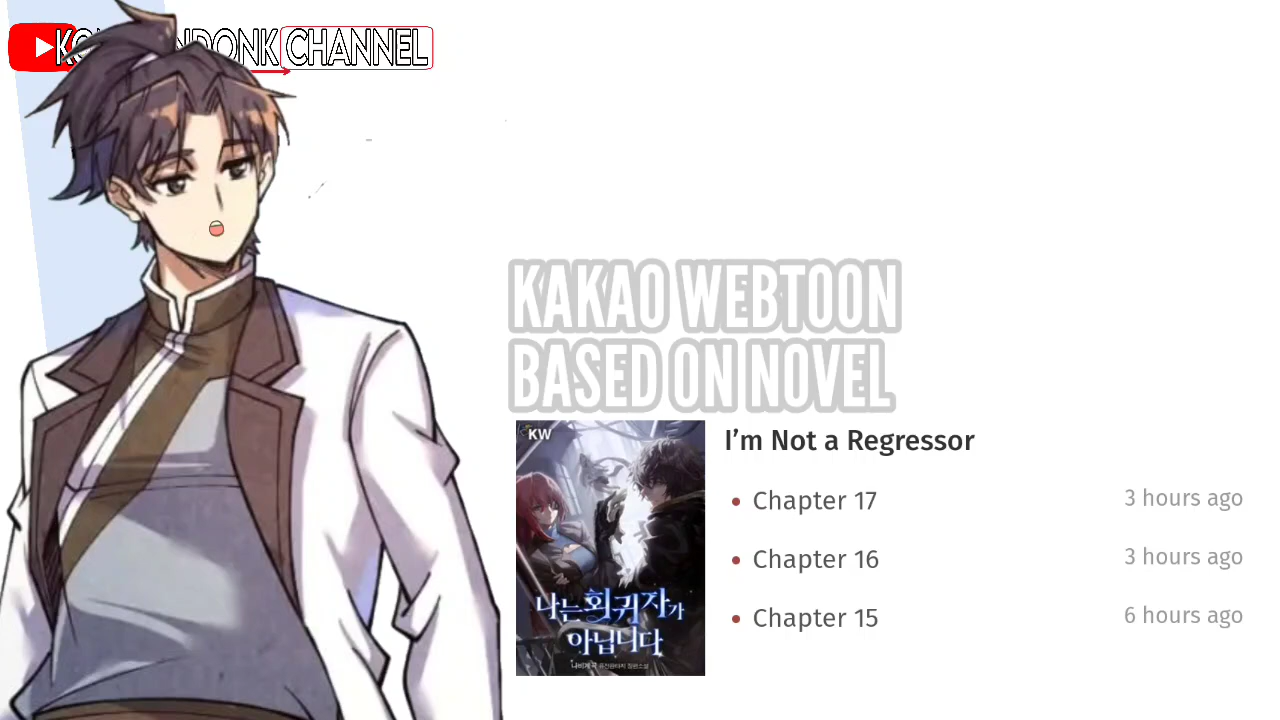 CHANNEL
KAKAO WEBTOON
BASED ON NOVEL
KW
나는 회귀자가
아닙니다
I’m Not a Regressor
Chapter 17
3 hours ago
Chapter 16
3 hours ago
Chapter 15
6 hours ago